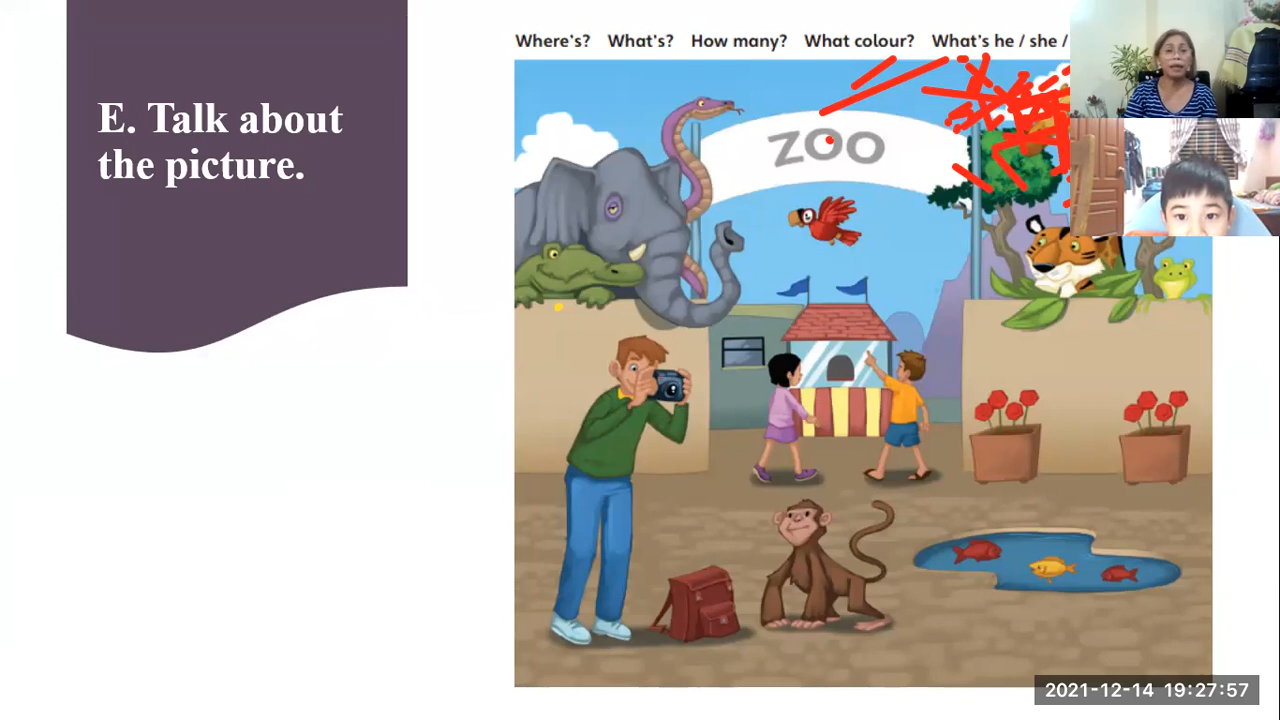 E. Talk about
the picture.
Where's? What's? How many? What colour? What's he / she /
ZOO
2021-12-14 19:27:57